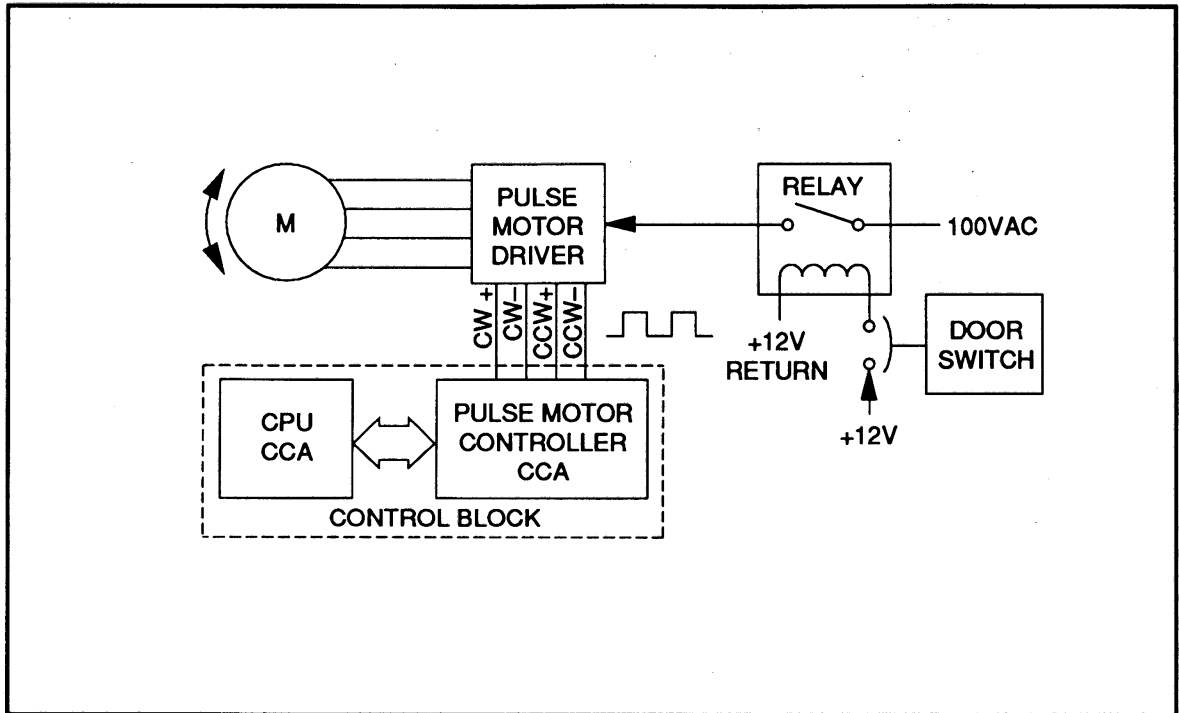 M
PULSE
MOTOR
DRIVER
RELAY
100VAC
CW +
CW-
CCW+
CCW-
+12V
RETURN
DOOR
SWITCH
+12V
CPU
CCA
PULSE MOTOR
CONTROLLER
CCA
CONTROL BLOCK